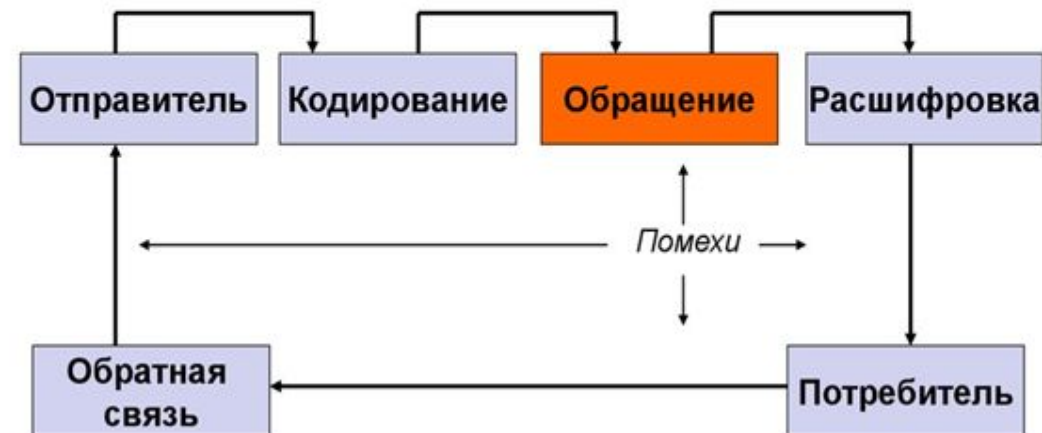 Отправитель
Кодирование
Обращение
Расшифровка
Помехи
Обратная
связь
Потребитель